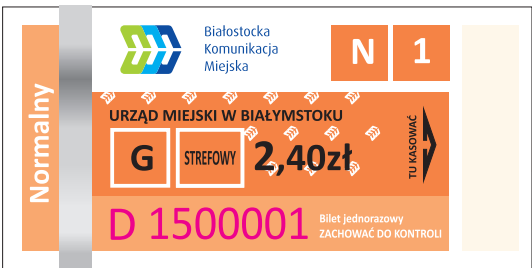 Normalny
Białostocka
Komunikacja
Miejska
N 1
URZĄD MIEJSKI W BIAŁYMSTOKU
G STREFOWY 2,40zł
TU KASOWAĆ
D 1500001
Bilet jednorazowy
ZACHOWAĆ DO KONTROLI